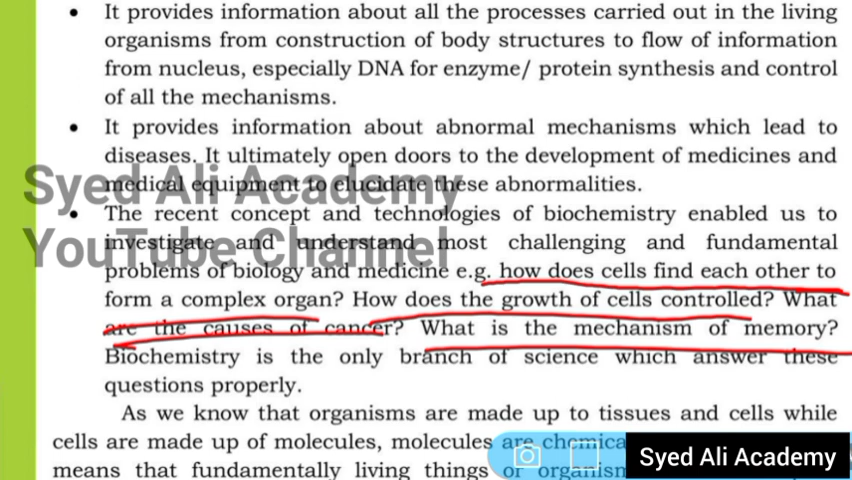 • It provides information about all the processes carried out in the living
organisms from construction of body structures to flow of information
from nucleus, especially DNA for enzyme/ protein synthesis and control
of all the mechanisms.
• It provides information about abnormal mechanisms which lead to
diseases. It ultimately open doors to the development of medicines and
medical equipment to elucidate these abnormalities.
Syed Ali Academy
• The recent concept and technologies of biochemistry enabled us to
investigate and understand most challenging and fundamental
YouTube Channel
problems of biology and medicine e.g. how does cells find each other to
form a complex organ? How does the growth of cells controlled? What
are the causes of cancer? What is the mechanism of memory?
Biochemistry is the only branch of science which answer these
questions properly.
As we know that organisms are made up to tissues and cells while
cells are made up of molecules, molecules are
means that fundamentally living things or
Syed Ali Academy